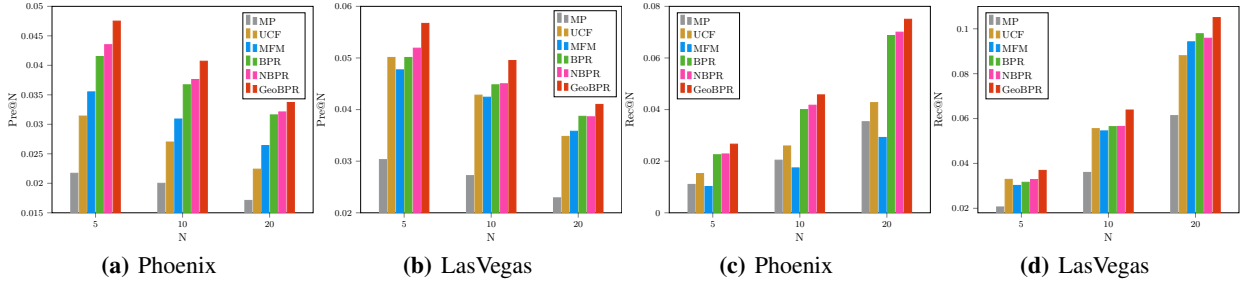 0.05
0.045
0.04
0.035
0.03
0.025
0.02
0.015
Pre@N
MP
UCF
MFM
BPR
NBPR
GeoBPR
5
10
20
N
(a) Phoenix
0.06
0.05
0.04
0.03
0.02
Pre@N
MP
UCF
MFM
BPR
NBPR
GeoBPR
5
10
20
N
(b) LasVegas
0.08
0.06
0.04
0.02
0
Rec@N
MP
UCF
MFM
BPR
NBPR
GeoBPR
5
10
20
N
(c) Phoenix
0.1
0.08
0.06
0.04
0.02
Rec@N
MP
UCF
MFM
BPR
NBPR
GeoBPR
5
10
20
N
(d) LasVegas